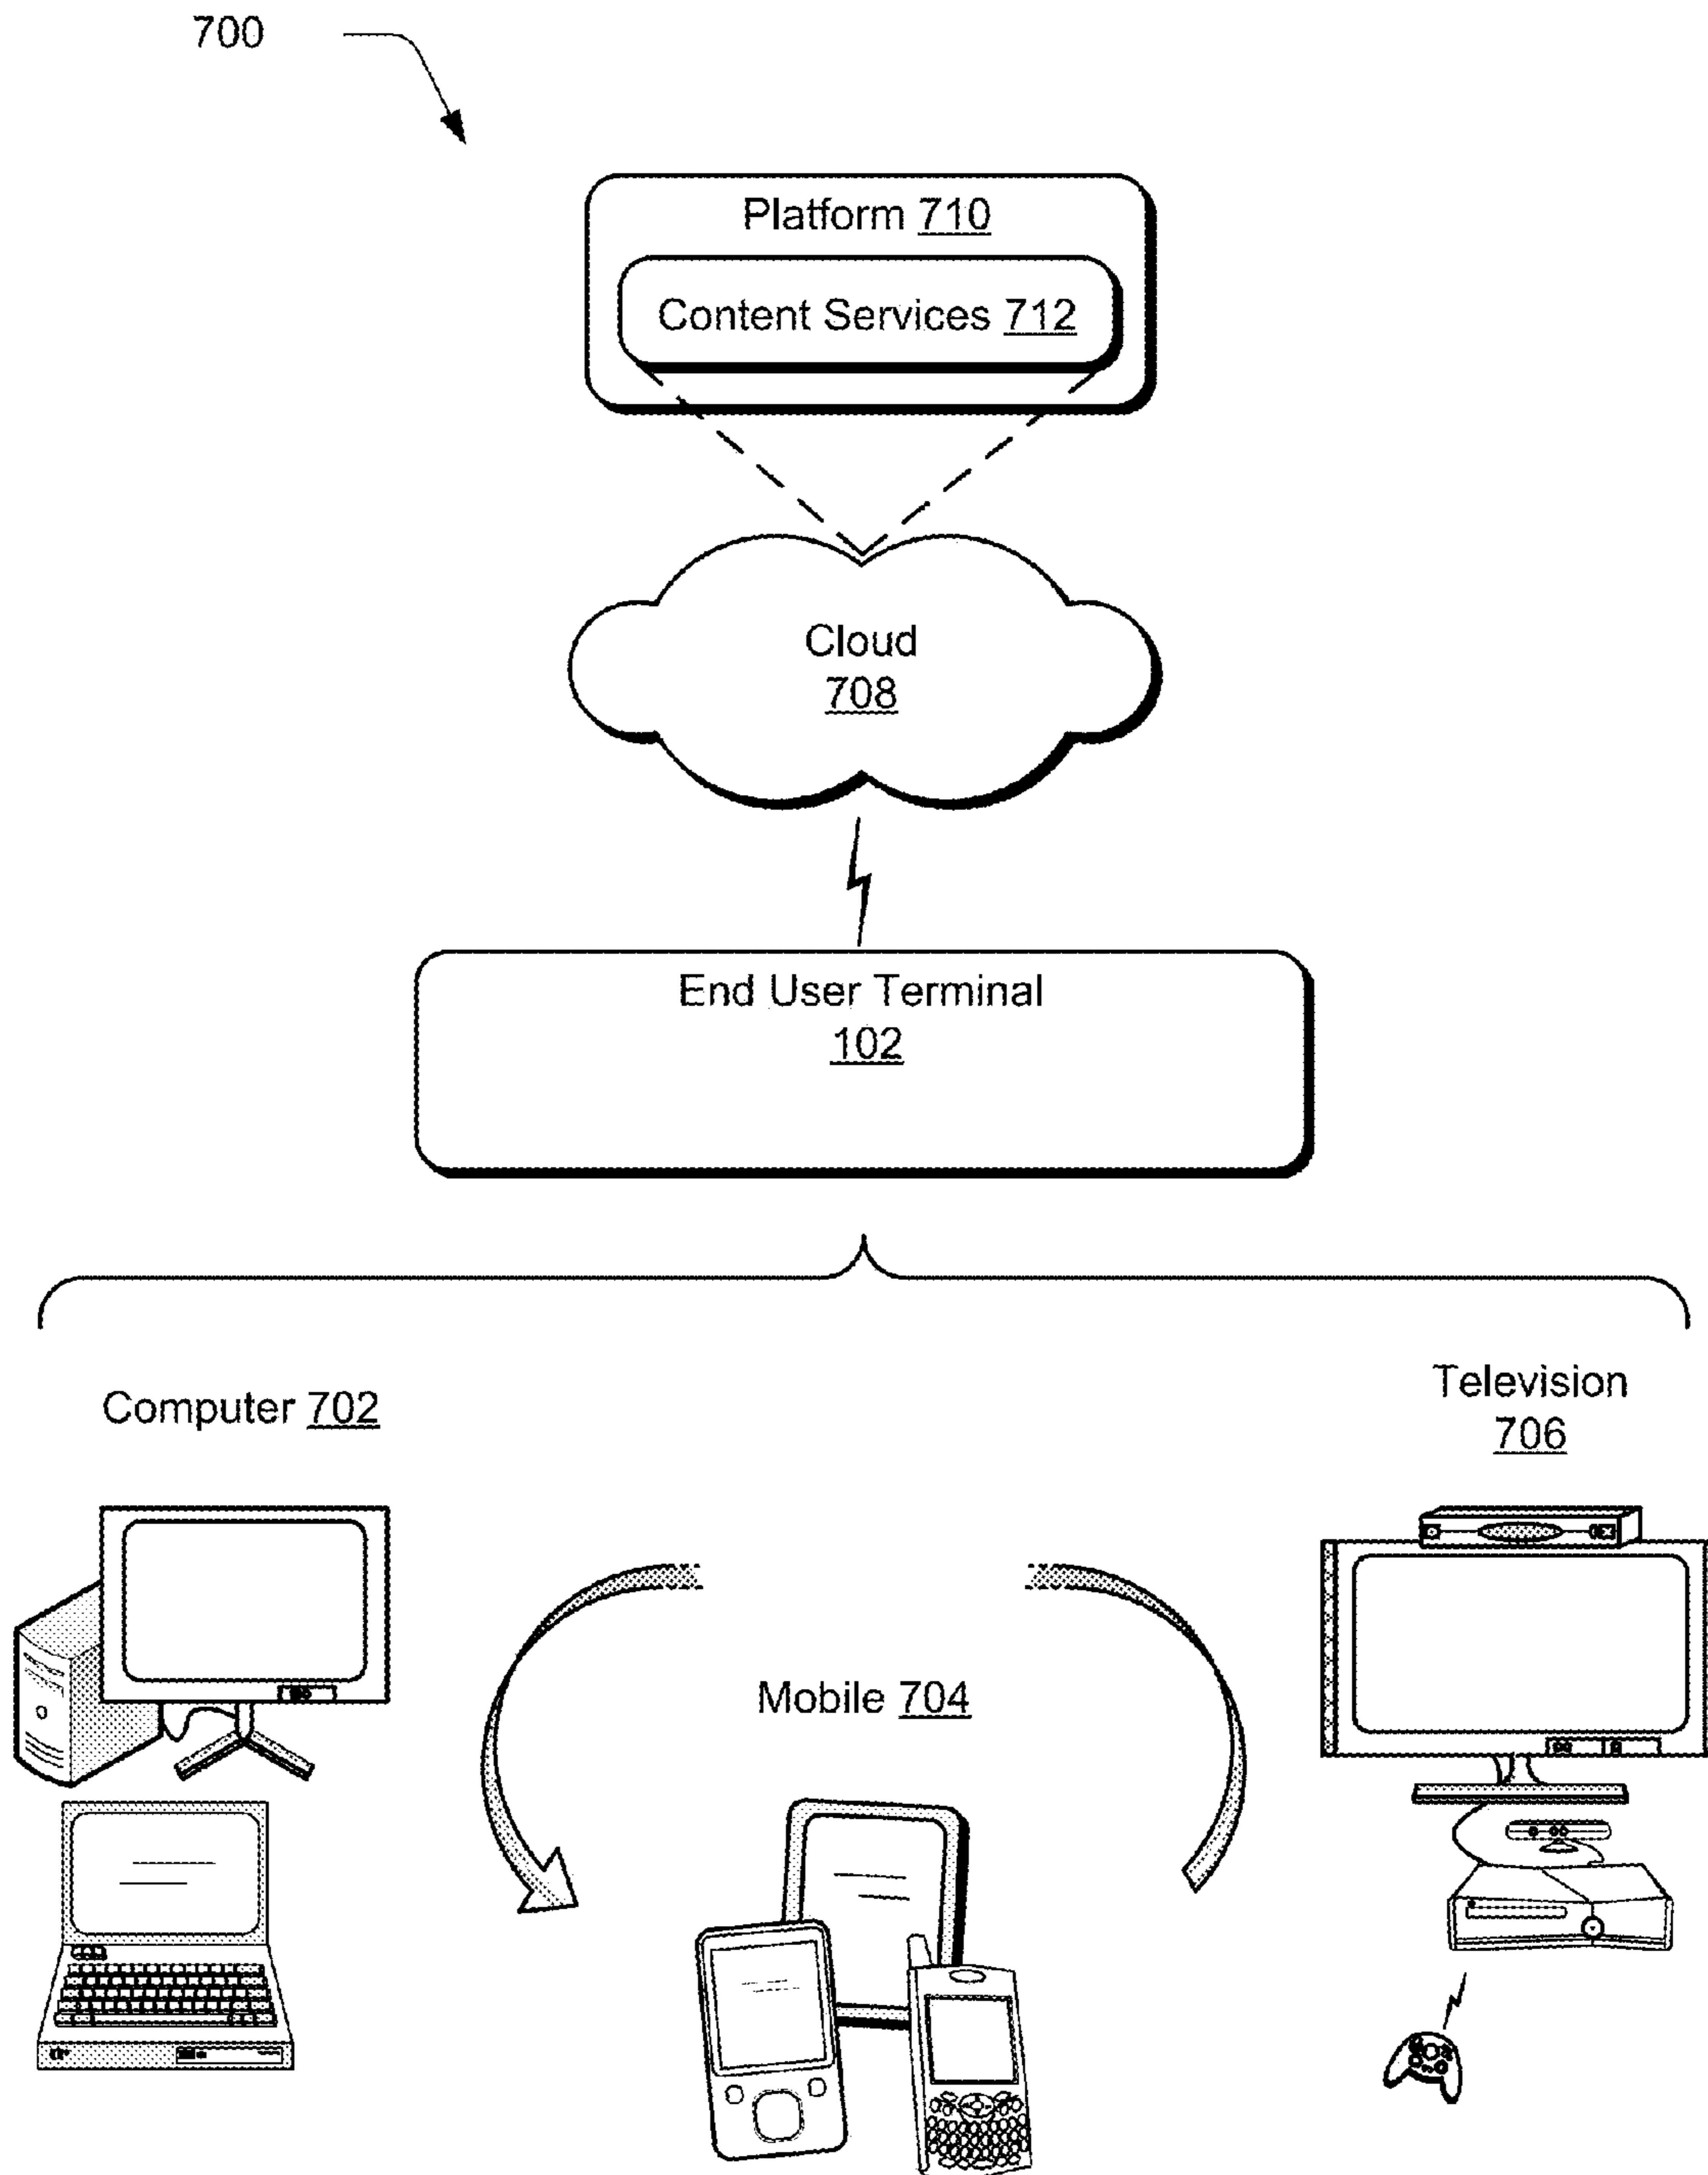 700
Platform 710
Content Services 712
Cloud
708
End User Terminal
102
Computer 702
Television
706
Mobile 704